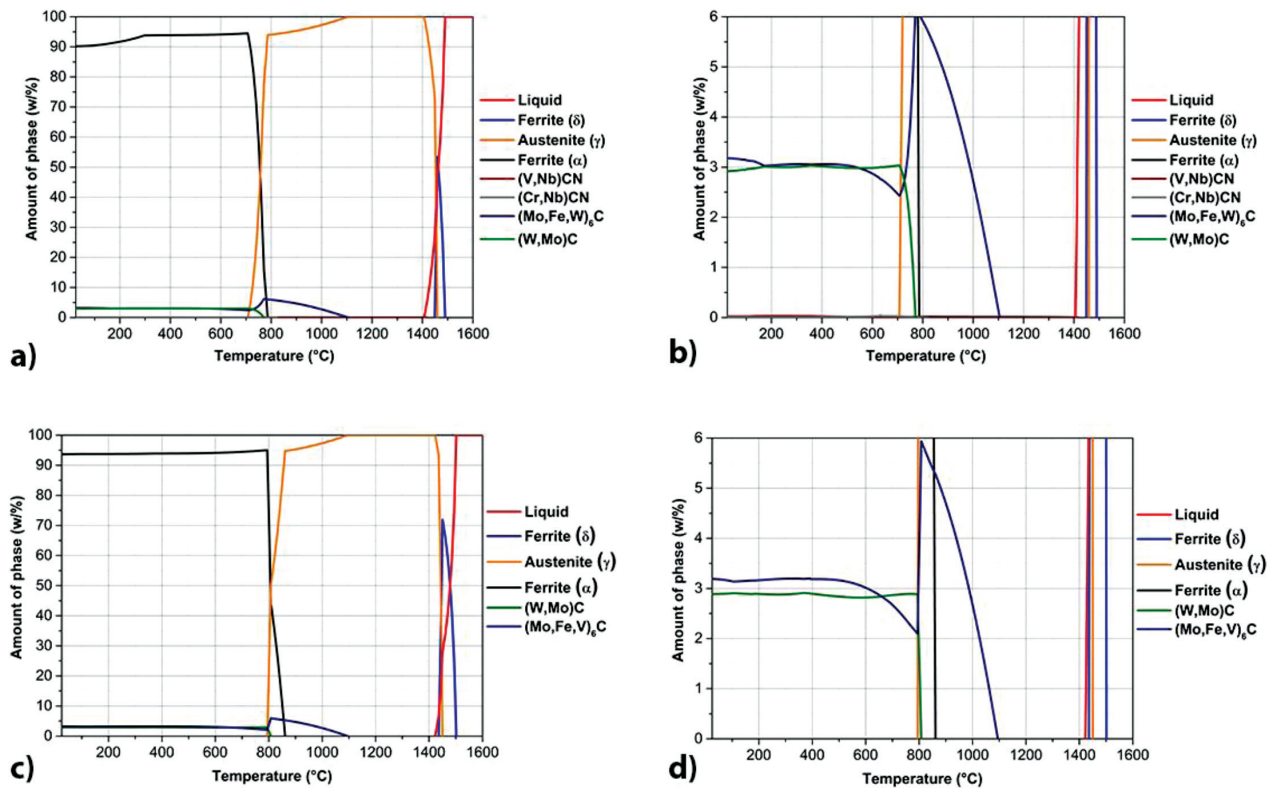 100
90
80
70
60
50
40
30
20
10
0
Amount of phase (w/%)
200 400 600 800 1000 1200 1400 1600
Temperature (°C)
Liquid
Ferrite (δ)
Austenite (γ)
Ferrite (α)
(V,Nb)CN
(Cr,Nb)CN
(Mo,Fe,W)₆C
(W,Mo)C
a)
6
5
4
3
2
1
0
Amount of phase (w/%)
200 400 600 800 1000 1200 1400 1600
Temperature (°C)
Liquid
Ferrite (δ)
Austenite (γ)
Ferrite (α)
(V,Nb)CN
(Cr,Nb)CN
(Mo,Fe,W)₆C
(W,Mo)C
b)
100
90
80
70
60
50
40
30
20
10
0
Amount of phase (w/%)
200 400 600 800 1000 1200 1400 1600
Temperature (°C)
Liquid
Ferrite (δ)
Austenite (γ)
Ferrite (α)
(W,Mo)C
(Mo,Fe,V)₆C
c)
6
5
4
3
2
1
0
Amount of phase (w/%)
200 400 600 800 1000 1200 1400 1600
Temperature (°C)
Liquid
Ferrite (δ)
Austenite (γ)
Ferrite (α)
(W,Mo)C
(Mo,Fe,V)₆C
d)